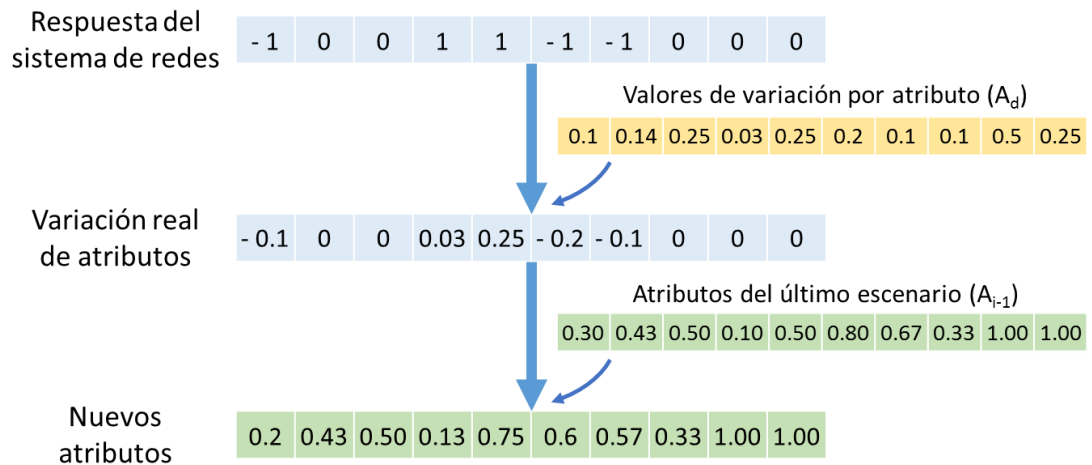 Respuesta del
sistema de redes
- 1 0 0 1 1 - 1 - 1 0 0 0
Valores de variación por atributo (Ad)
0.1 0.14 0.25 0.03 0.25 0.2 0.1 0.1 0.5 0.25
Variación real
de atributos
- 0.1 0 0 0.03 0.25 - 0.2 - 0.1 0 0 0
Atributos del último escenario (Ai-1)
0.30 0.43 0.50 0.10 0.50 0.80 0.67 0.33 1.00 1.00
Nuevos
atributos
0.2 0.43 0.50 0.13 0.75 0.6 0.57 0.33 1.00 1.00